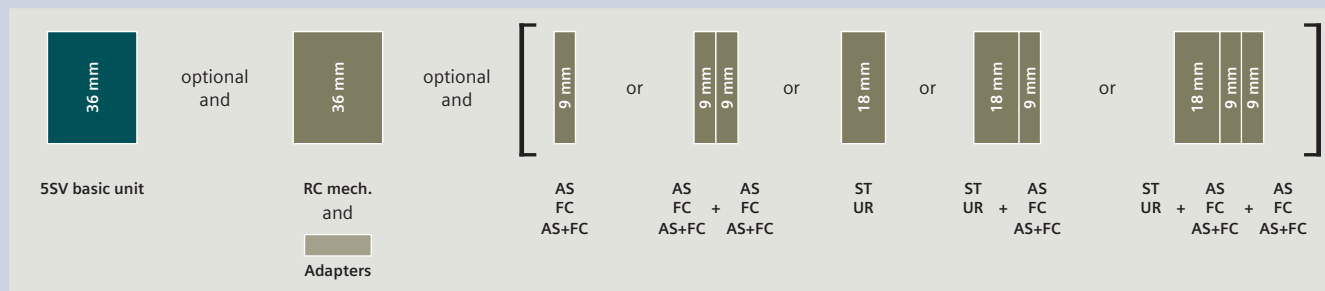 36 mm
optional
and
36 mm
optional
and
9 mm
or
9 mm
9 mm
or
18 mm
or
18 mm
9 mm
or
18 mm
9 mm
9 mm
5SV basic unit
RC mech.
and
Adapters
AS
FC
AS+FC
AS
FC
AS+FC
+
AS
FC
AS+FC
ST
UR
ST
UR
+
AS
FC
AS+FC
ST
UR
+
AS
FC
AS+FC
+
AS
FC
AS+FC